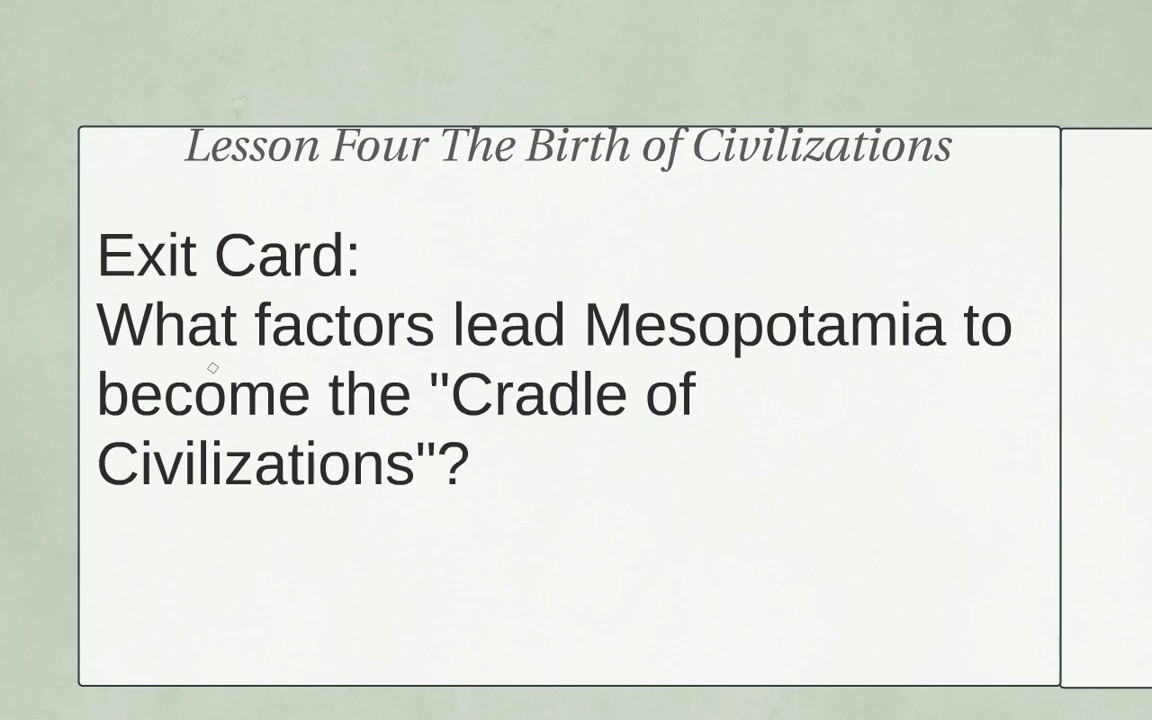 Lesson Four The Birth of Civilizations
Exit Card:
What factors lead Mesopotamia to
become the "Cradle of
Civilizations"?